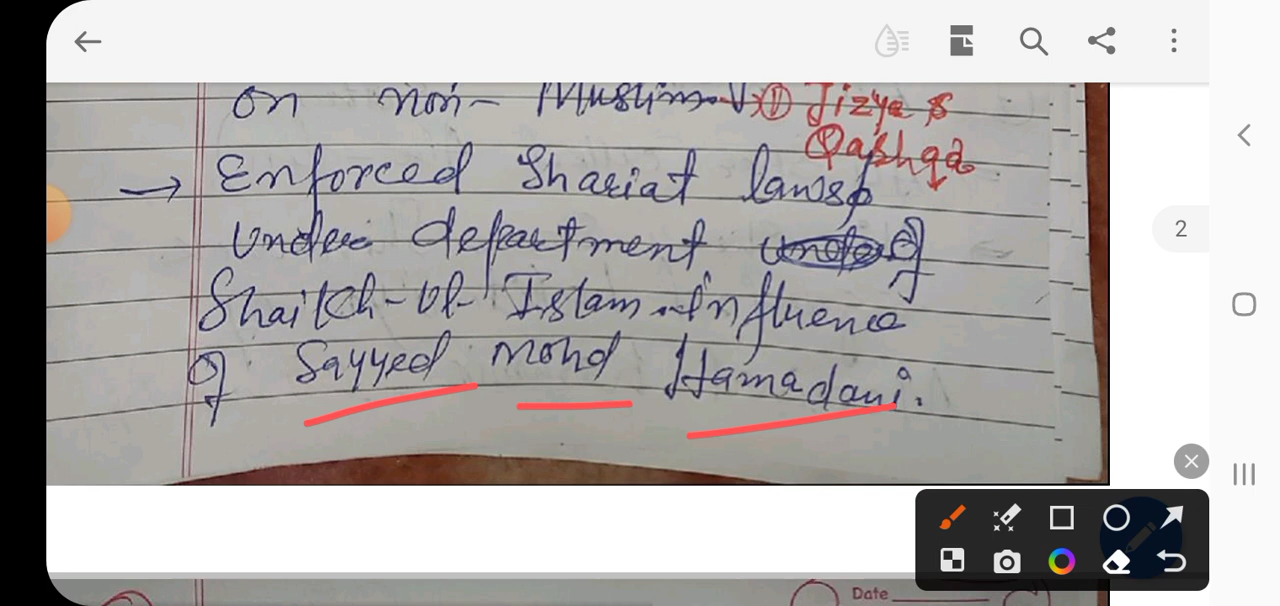 on non- Muslims → ① Jizya &
Qashqa
→ Enforced Shariat laws
under department of
Shaikh-Ul-Islam. Influence
of Sayyed Mohd Hamadani.
2
Date